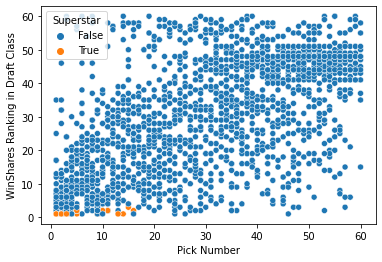 Superstar
False
True
WinShares Ranking in Draft Class
60
50
40
30
20
10
0
0 10 20 30 40 50 60
Pick Number